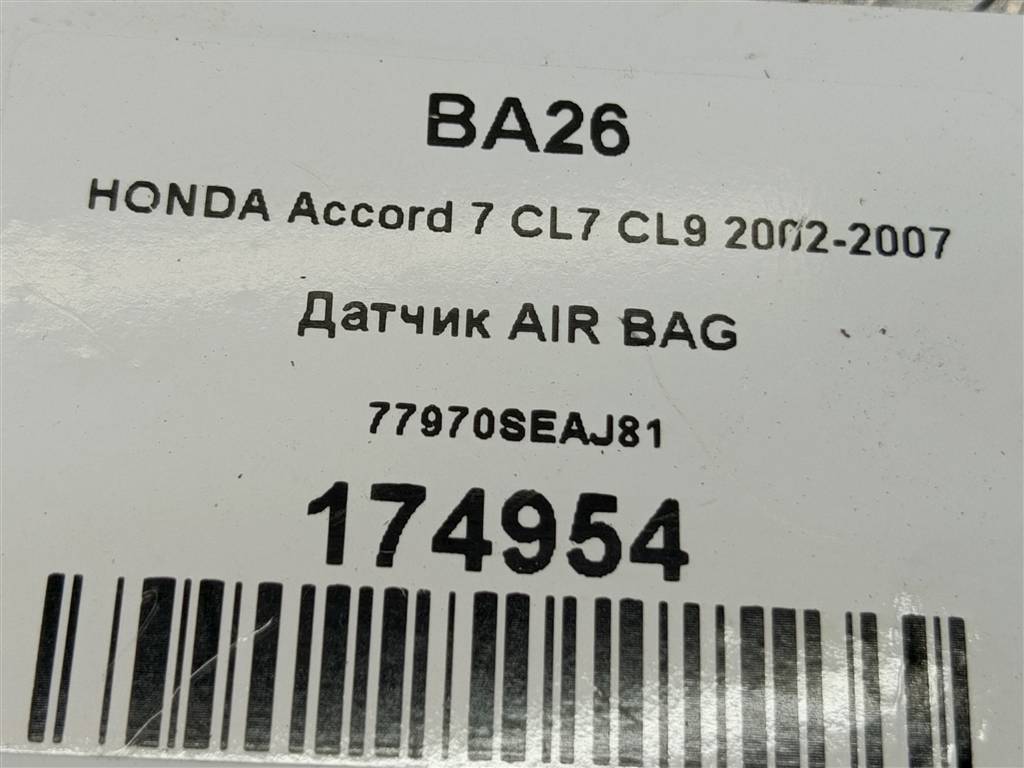 BA26
HONDA Accord 7 CL7 CL9 2002-2007
Датчик AIR BAG
77970SEAJ81
174954